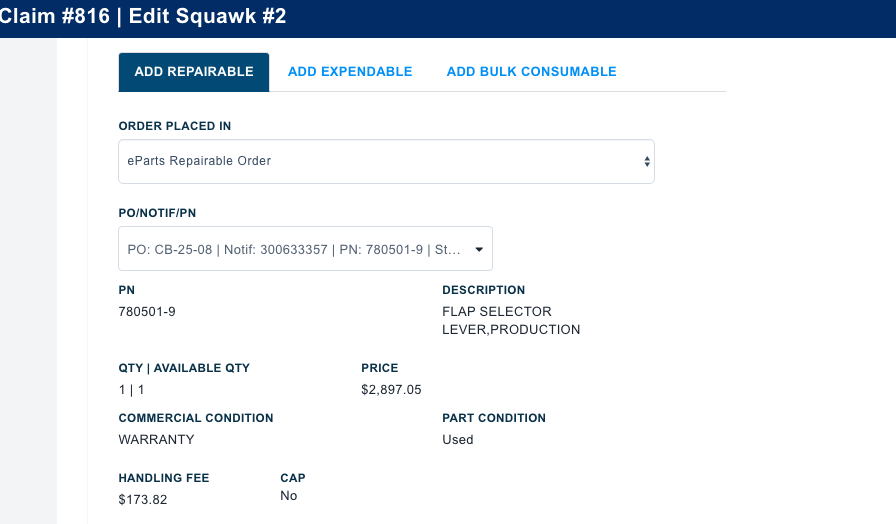 Claim #816 | Edit Squawk #2
ADD REPAIRABLE ADD EXPENDABLE ADD BULK CONSUMABLE
ORDER PLACED IN
eParts Repairable Order
PO/NOTIF/PN
PO: CB-25-08 | Notif: 300633357 | PN: 780501-9 | St...
PN DESCRIPTION
780501-9 FLAP SELECTOR
LEVER,PRODUCTION
QTY | AVAILABLE QTY PRICE
1 | 1 $2,897.05
COMMERCIAL CONDITION PART CONDITION
WARRANTY Used
HANDLING FEE CAP
$173.82 No